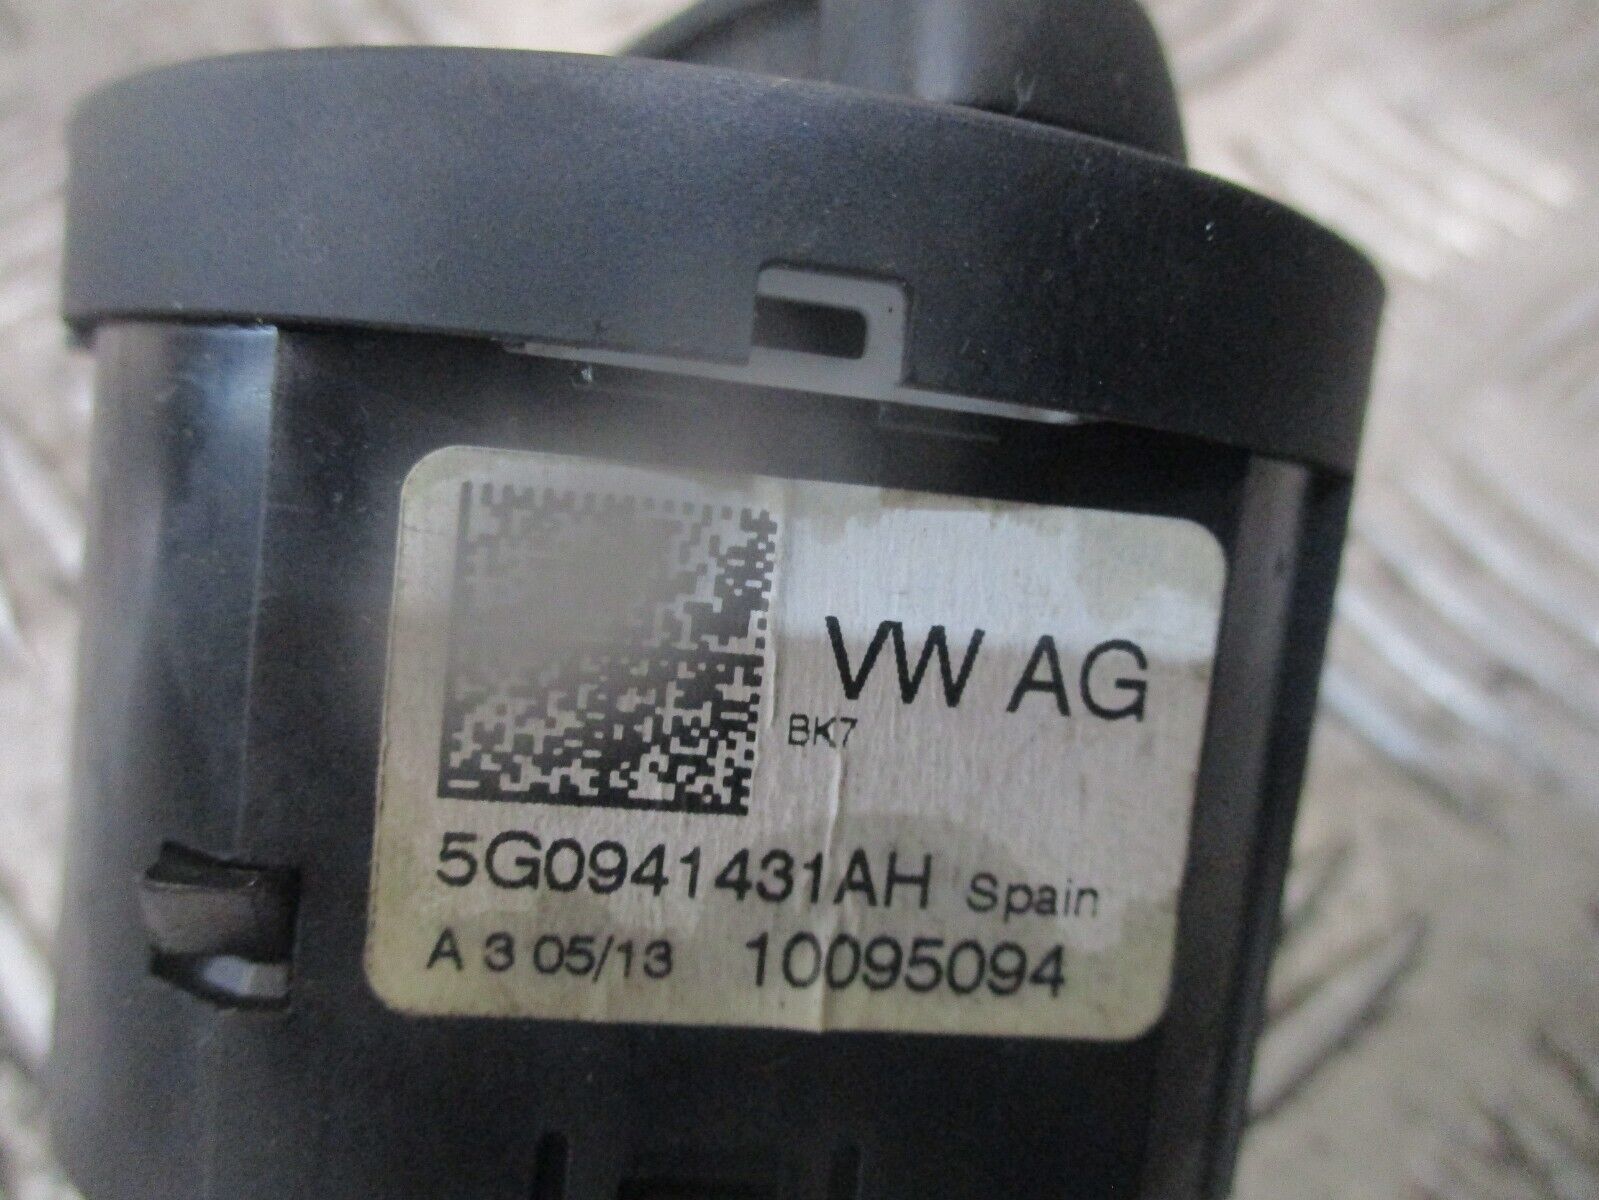 VW AG
BK7
5G0941431AH Spain
A 3 05/13 10095094